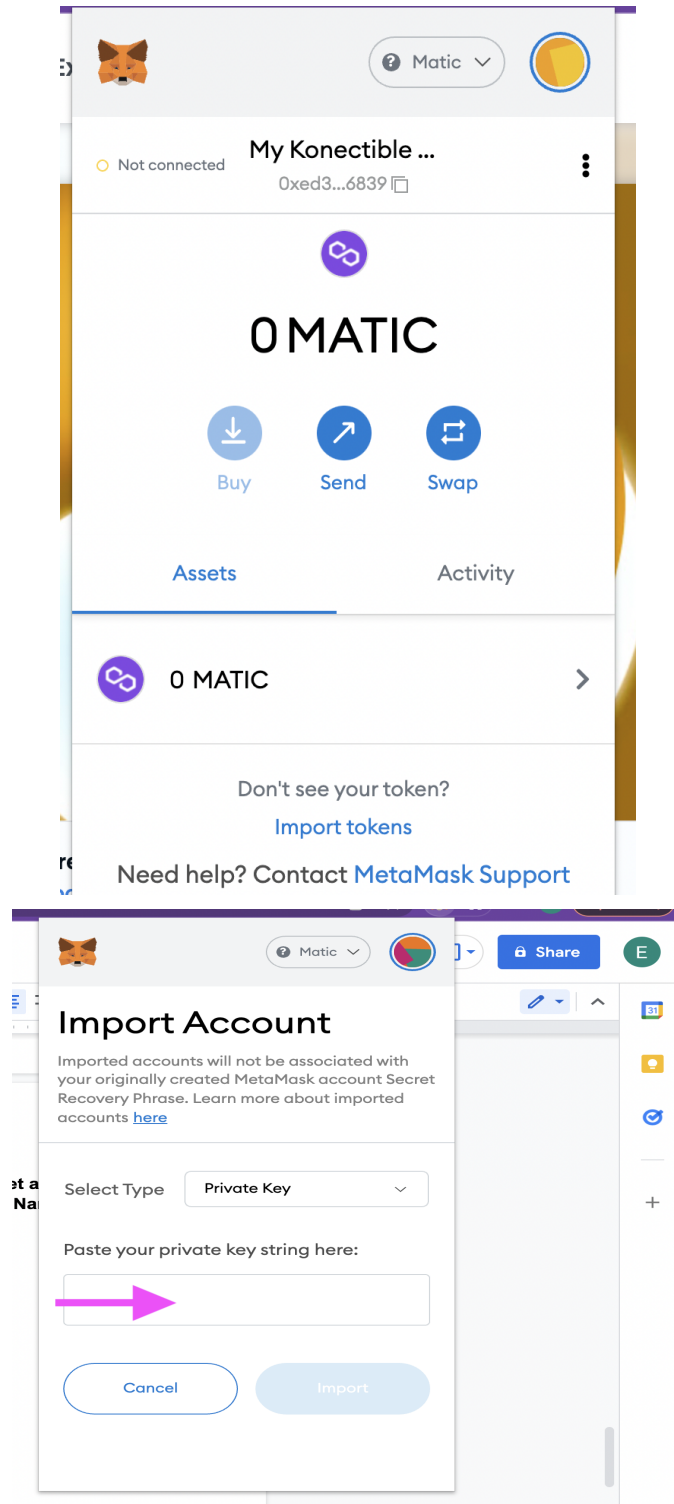 Matic
Not connected
My Konectible ...
0xed3...6839
0 MATIC
Buy
Send
Swap
Assets
Activity
0 MATIC
Don't see your token?
Import tokens
Need help? Contact MetaMask Support
Matic
Share
E
Import Account
31
Imported accounts will not be associated with
your originally created MetaMask account Secret
Recovery Phrase. Learn more about imported
accounts here
Select Type
Private Key
Paste your private key string here:
Cancel
Import